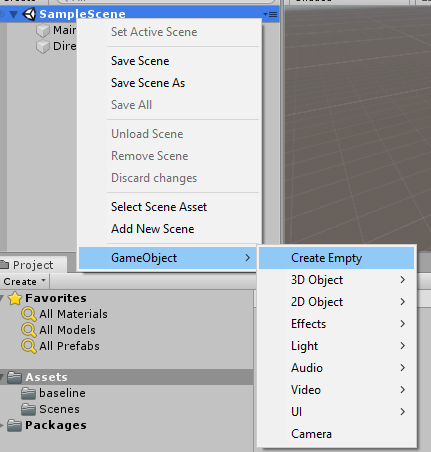 SampleScene
Main
Dire
Set Active Scene
Save Scene
Save Scene As
Save All
Unload Scene
Remove Scene
Discard changes
Select Scene Asset
Add New Scene
GameObject
Create Empty
3D Object
2D Object
Effects
Light
Audio
Video
UI
Camera
Project
Create
Favorites
All Materials
All Models
All Prefabs
Assets
baseline
Scenes
Packages